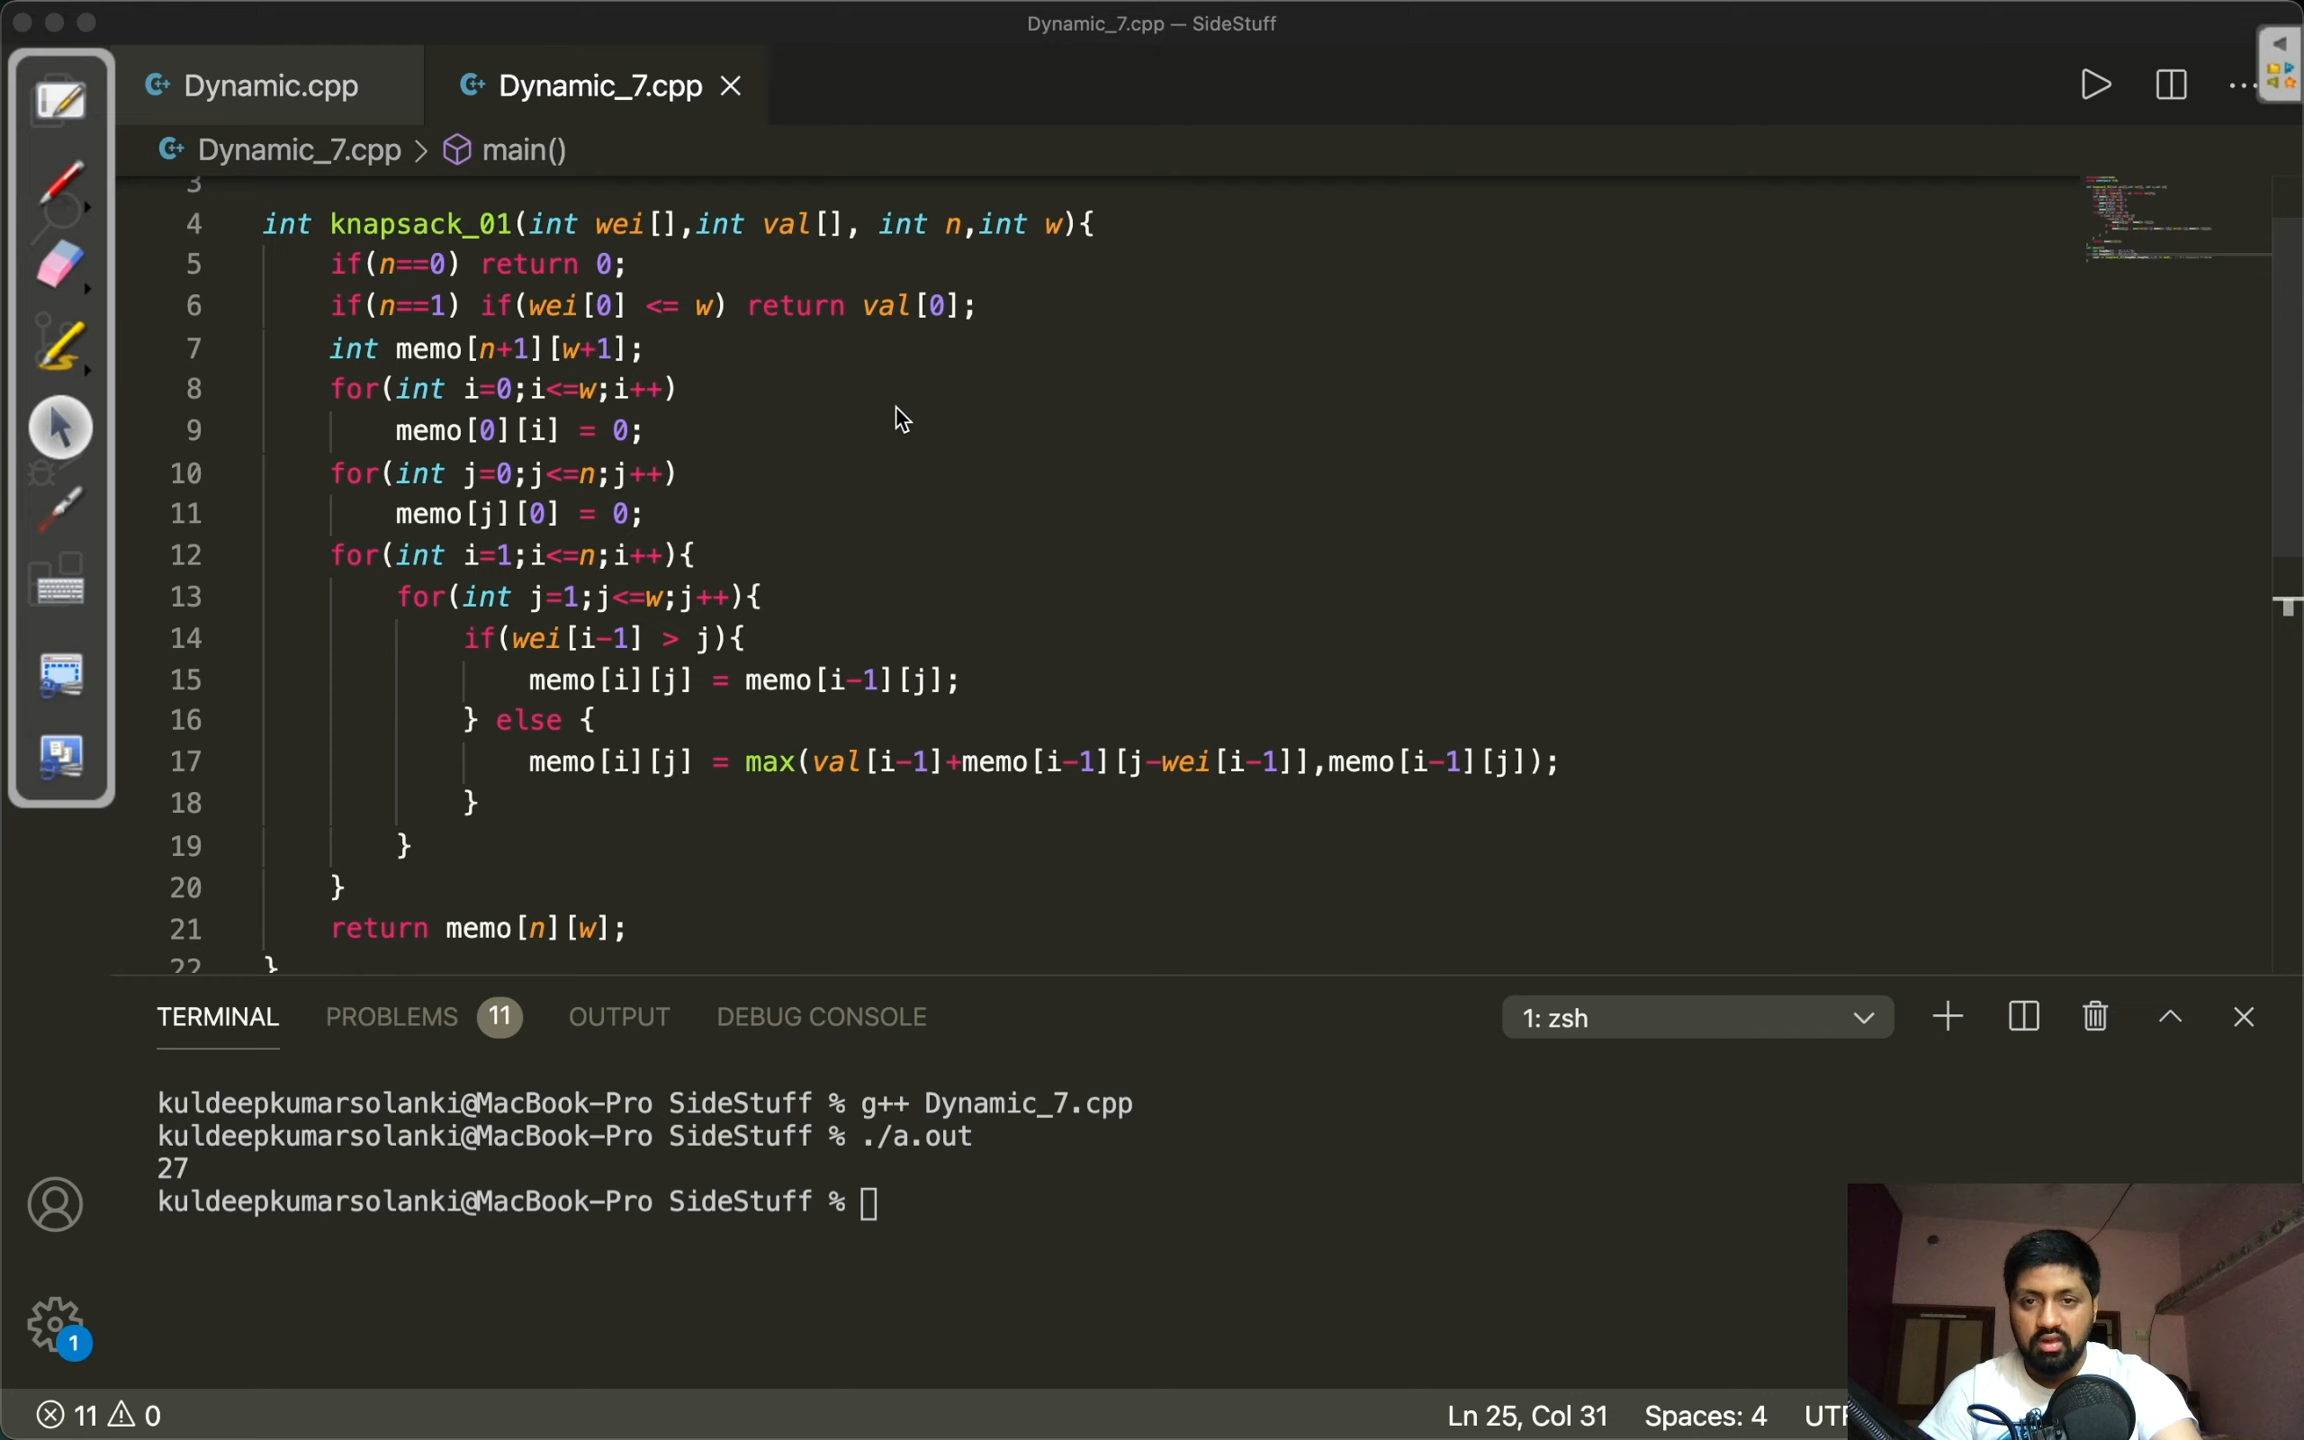 Dynamic_7.cpp — SideStuff
Dynamic.cpp
Dynamic_7.cpp
Dynamic_7.cpp > main()
3
4 int knapsack_01(int wei[],int val[], int n,int w){
5 if(n==0) return 0;
6 if(n==1) if(wei[0] <= w) return val[0];
7 int memo[n+1][w+1];
8 for(int i=0;i<=w;i++)
9 memo[0][i] = 0;
10 for(int j=0;j<=n;j++)
11 memo[j][0] = 0;
12 for(int i=1;i<=n;i++){
13 for(int j=1;j<=w;j++){
14 if(wei[i-1] > j){
15 memo[i][j] = memo[i-1][j];
16 } else {
17 memo[i][j] = max(val[i-1]+memo[i-1][j-wei[i-1]],memo[i-1][j]);
18 }
19 }
20 }
21 return memo[n][w];
22 }
TERMINAL PROBLEMS 11 OUTPUT DEBUG CONSOLE 1: zsh
kuldeepkumarsolanki@MacBook-Pro SideStuff % g++ Dynamic_7.cpp
kuldeepkumarsolanki@MacBook-Pro SideStuff % ./a.out
27
kuldeepkumarsolanki@MacBook-Pro SideStuff %
1
11 0 Ln 25, Col 31 Spaces: 4 UTF